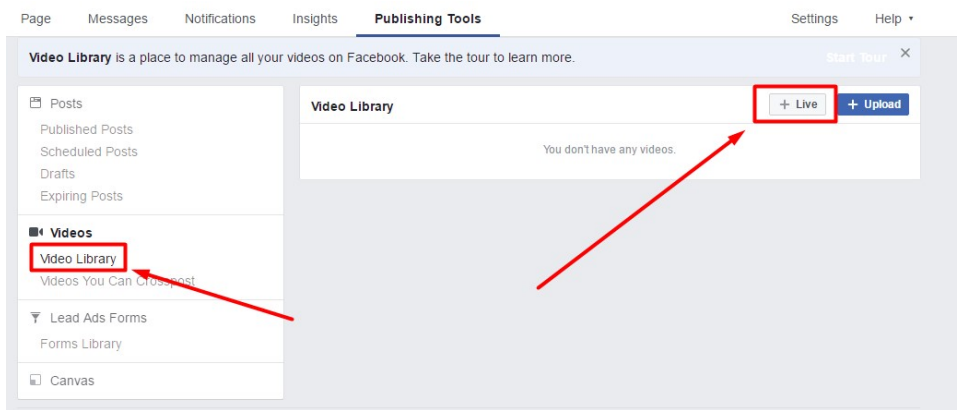 Page Messages Notifications Insights Publishing Tools Settings Help
Video Library is a place to manage all your videos on Facebook. Take the tour to learn more. Start Tour
Posts
Published Posts
Scheduled Posts
Drafts
Expiring Posts
Videos
Video Library
Videos You Can Crosspost
Lead Ads Forms
Forms Library
Canvas
Video Library + Live + Upload
You don't have any videos.